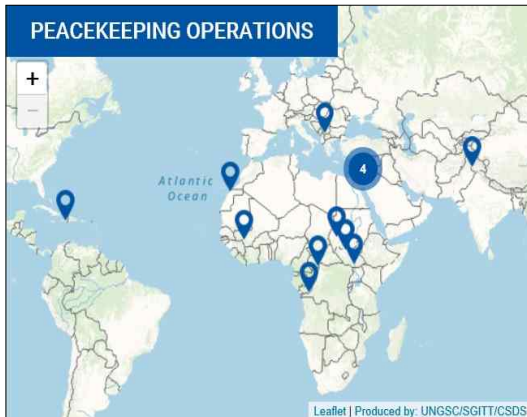 PEACEKEEPING OPERATIONS
+
−
Atlantic
Ocean
4
Leaflet | Produced by: UNGSC/SGITT/CSDS